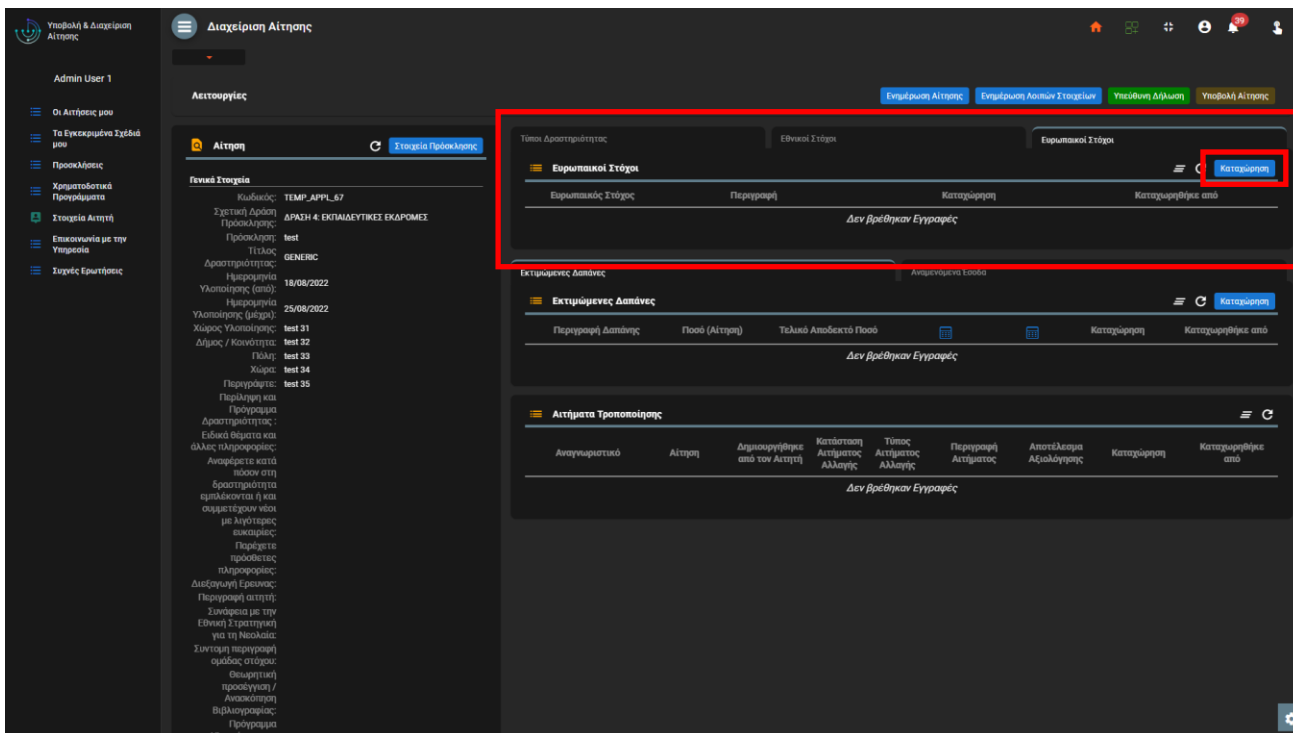 Υποβολή & Διαχείριση
Αίτησης
Διαχείριση Αίτησης
39
Admin User 1
Οι Αιτήσεις μου
Τα Εγκεκριμένα Σχέδιά
μου
Προσκλήσεις
Χρηματοδοτικά
Προγράμματα
Στοιχεία Αιτητή
Επικοινωνία με την
Υπηρεσία
Συχνές Ερωτήσεις
Λειτουργίες
Ενημέρωση Αίτησης
Ενημέρωση Λοιπών Στοιχείων
Υπεύθυνη Δήλωση
Υποβολή Αίτησης
Αίτηση
Στοιχεία Πρόσκλησης
Γενικά Στοιχεία
Κωδικός: TEMP_APPL_67
Σχετική Δράση
Πρόσκλησης: ΔΡΑΣΗ 4: ΕΚΠΑΙΔΕΥΤΙΚΕΣ ΕΚΔΡΟΜΕΣ
Πρόσκληση: test
Τίτλος
Δραστηριότητας: GENERIC
Ημερομηνία
Υλοποίησης (από): 18/08/2022
Ημερομηνία
Υλοποίησης (μέχρι): 25/08/2022
Χώρος Υλοποίησης: test 31
Δήμος / Κοινότητα: test 32
Πόλη: test 33
Χώρα: test 34
Περιγράψτε: test 35
Περίληψη και
Πρόγραμμα
Δραστηριότητας :
Ειδικά θέματα και
άλλες πληροφορίες:
Αναφέρετε κατά
πόσον στη
δραστηριότητα
εμπλέκονται ή και
συμμετέχουν νέοι
με λιγότερες
ευκαιρίες:
Παρέχετε
πρόσθετες
πληροφορίες:
Διεξαγωγή Ερευνας:
Περιγραφή αιτητή:
Συνάφεια με την
Εθνική Στρατηγική
για τη Νεολαία:
Συντομη περιγραφή
ομάδας στόχου:
Θεωρητική
προσέγγιση /
Ανασκόπηση
Βιβλιογραφίας:
Πρόγραμμα
Τύποι Δραστηριότητας
Εθνικοί Στόχοι
Ευρωπαικοί Στόχοι
Ευρωπαικοί Στόχοι
Καταχώρηση
Ευρωπαικός Στόχος
Περιγραφή
Καταχώρηση
Καταχωρηθήκε από
Δεν βρέθηκαν Εγγραφές
Εκτιμώμενες Δαπάνες
Αναμενόμενα Εσοδα
Εκτιμώμενες Δαπάνες
Καταχώρηση
Περιγραφή Δαπάνης
Ποσό (Αίτηση)
Τελικό Αποδεκτό Ποσό
Καταχώρηση
Καταχωρηθήκε από
Δεν βρέθηκαν Εγγραφές
Αιτήματα Τροποποίησης
Αναγνωριστικό
Αίτηση
Δημιουργήθηκε
από τον Αιτητή
Κατάσταση
Αιτήματος
Αλλαγής
Τύπος
Αιτήματος
Αλλαγής
Περιγραφή
Αιτήματος
Αποτέλεσμα
Αξιολόγησης
Καταχώρηση
Καταχωρηθήκε
από
Δεν βρέθηκαν Εγγραφές